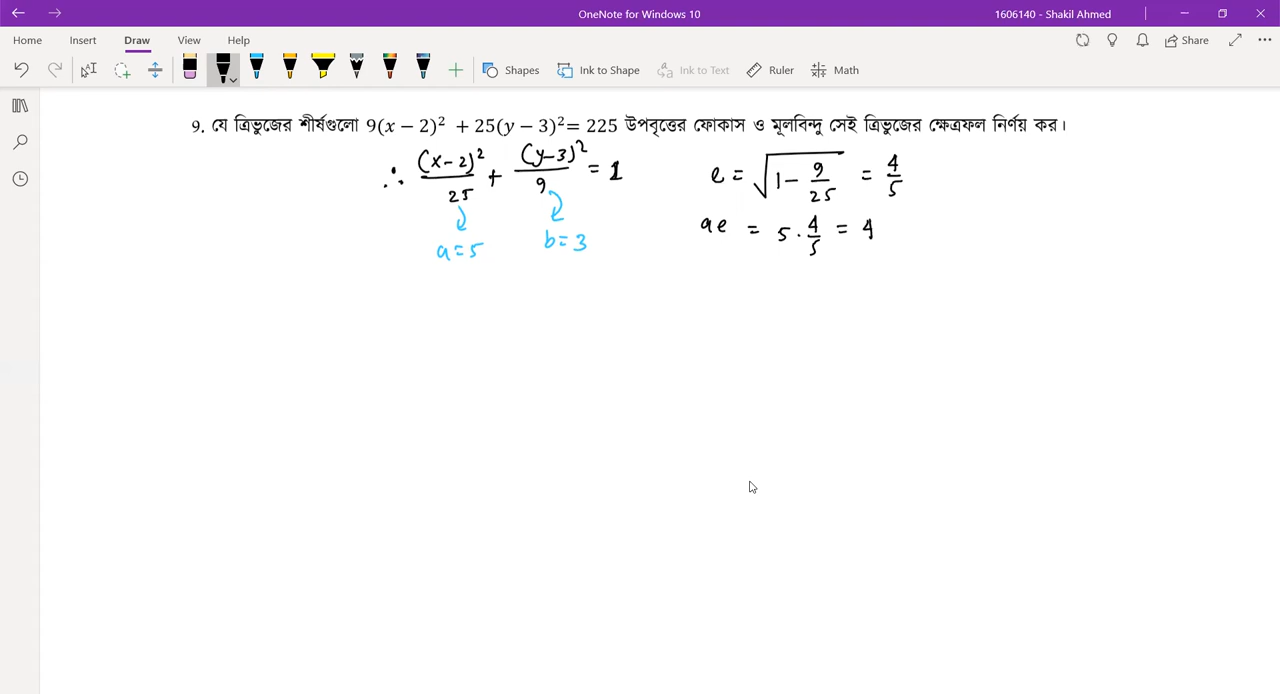 OneNote for Windows 10
1606140 - Shakil Ahmed
Home Insert Draw View Help
Share
Shapes Ink to Shape Ink to Text Ruler Math
9. যে ত্রিভুজের শীর্ষগুলো 9(x − 2)² + 25(y − 3)²= 225 উপবৃত্তের ফোকাস ও মূলবিন্দু সেই ত্রিভুজের ক্ষেত্রফল নির্ণয় কর।
∴ (x-2)²/25 + (y-3)²/9 = 1
a=5 b=3
e = √(1 - 9/25) = 4/5
ae = 5 · 4/5 = 4